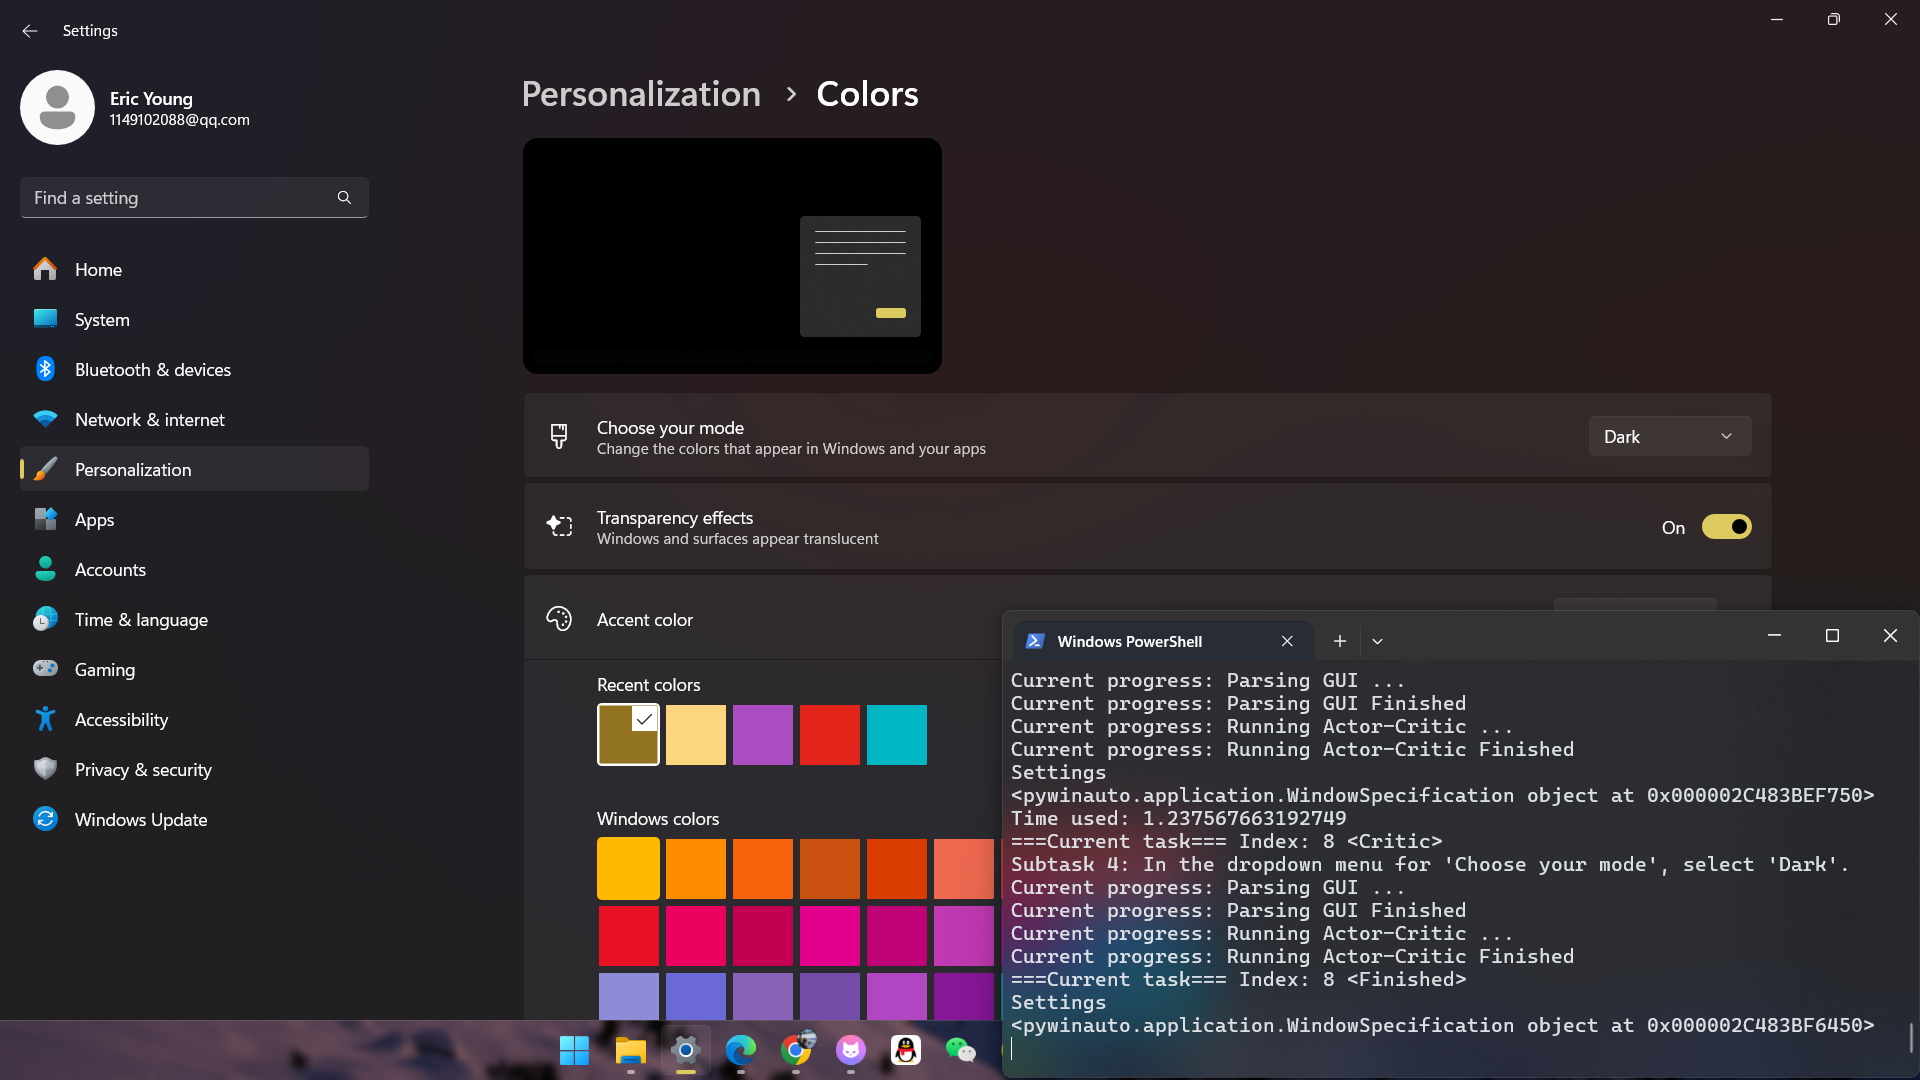 Settings
Eric Young
1149102088@qq.com
Find a setting
Home
System
Bluetooth & devices
Network & internet
Personalization
Apps
Accounts
Time & language
Gaming
Accessibility
Privacy & security
Windows Update
Personalization > Colors
Choose your mode
Change the colors that appear in Windows and your apps
Dark
Transparency effects
Windows and surfaces appear translucent
On
Accent color
Recent colors
Windows colors
Windows PowerShell
Current progress: Parsing GUI ...
Current progress: Parsing GUI Finished
Current progress: Running Actor-Critic ...
Current progress: Running Actor-Critic Finished
Settings
<pywinauto.application.WindowSpecification object at 0x000002C483BEF750>
Time used: 1.237567663192749
===Current task=== Index: 8 <Critic>
Subtask 4: In the dropdown menu for 'Choose your mode', select 'Dark'.
Current progress: Parsing GUI ...
Current progress: Parsing GUI Finished
Current progress: Running Actor-Critic ...
Current progress: Running Actor-Critic Finished
===Current task=== Index: 8 <Finished>
Settings
<pywinauto.application.WindowSpecification object at 0x000002C483BF6450>